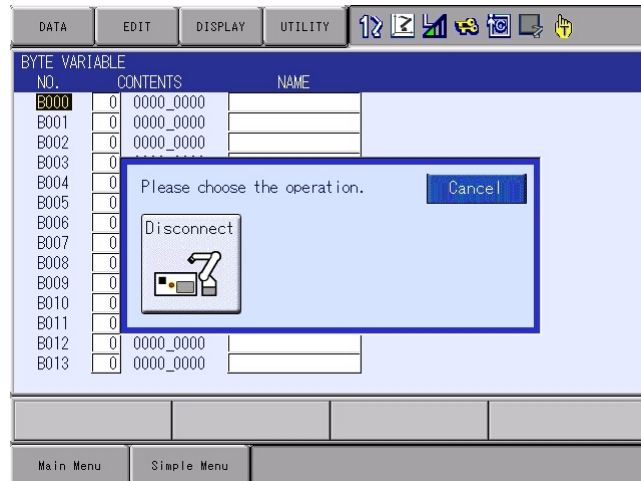 DATA EDIT DISPLAY UTILITY
BYTE VARIABLE
NO. CONTENTS NAME
B000 0 0000_0000
B001 0 0000_0000
B002 0 0000_0000
B003 0
B004 0
Please choose the operation. Cancel
B005 0
B006 0
Disconnect
B007 0
B008 0
B009 0
B010 0
B011 0
B012 0 0000_0000
B013 0 0000_0000
Main Menu Simple Menu